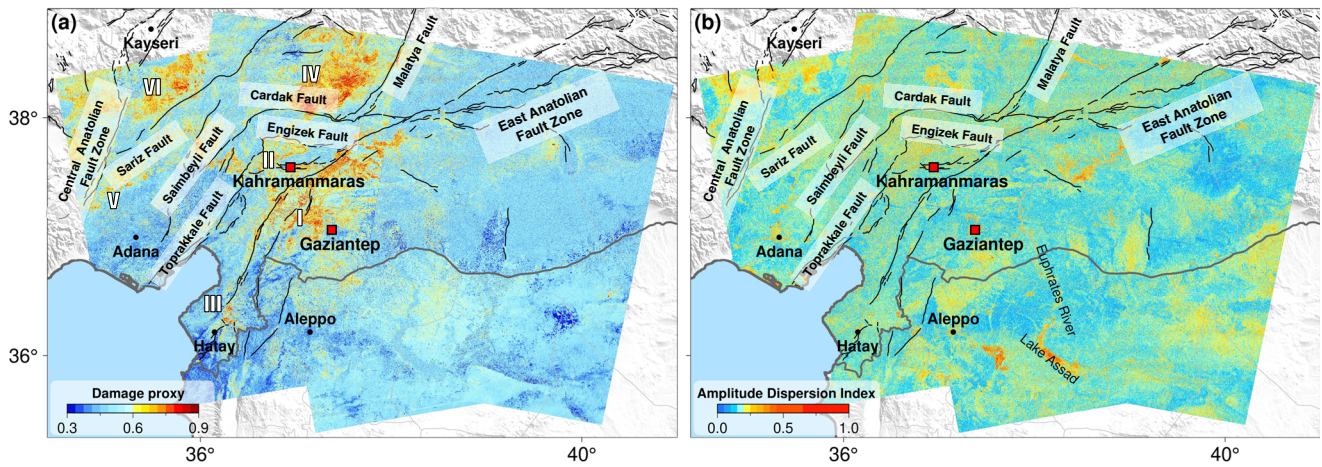 (a)
Kayseri
VI
IV
Malatya Fault
38°
Central Anatolian
Fault Zone
Cardak Fault
East Anatolian
Fault Zone
Sariz Fault
Saimbeyli Fault
Engizek Fault
II
Kahramanmaras
V
Toprakkale Fault
I
Adana
Gaziantep
III
36°
Hatay
Aleppo
Damage proxy
0.3
0.6
0.9
36°
40°
(b)
Kayseri
Malatya Fault
Central Anatolian
Fault Zone
Cardak Fault
East Anatolian
Fault Zone
Sariz Fault
Saimbeyli Fault
Engizek Fault
Kahramanmaras
Toprakkale Fault
Adana
Gaziantep
Euphrates River
Aleppo
Hatay
Lake Assad
Amplitude Dispersion Index
0.0
0.5
1.0
36°
40°